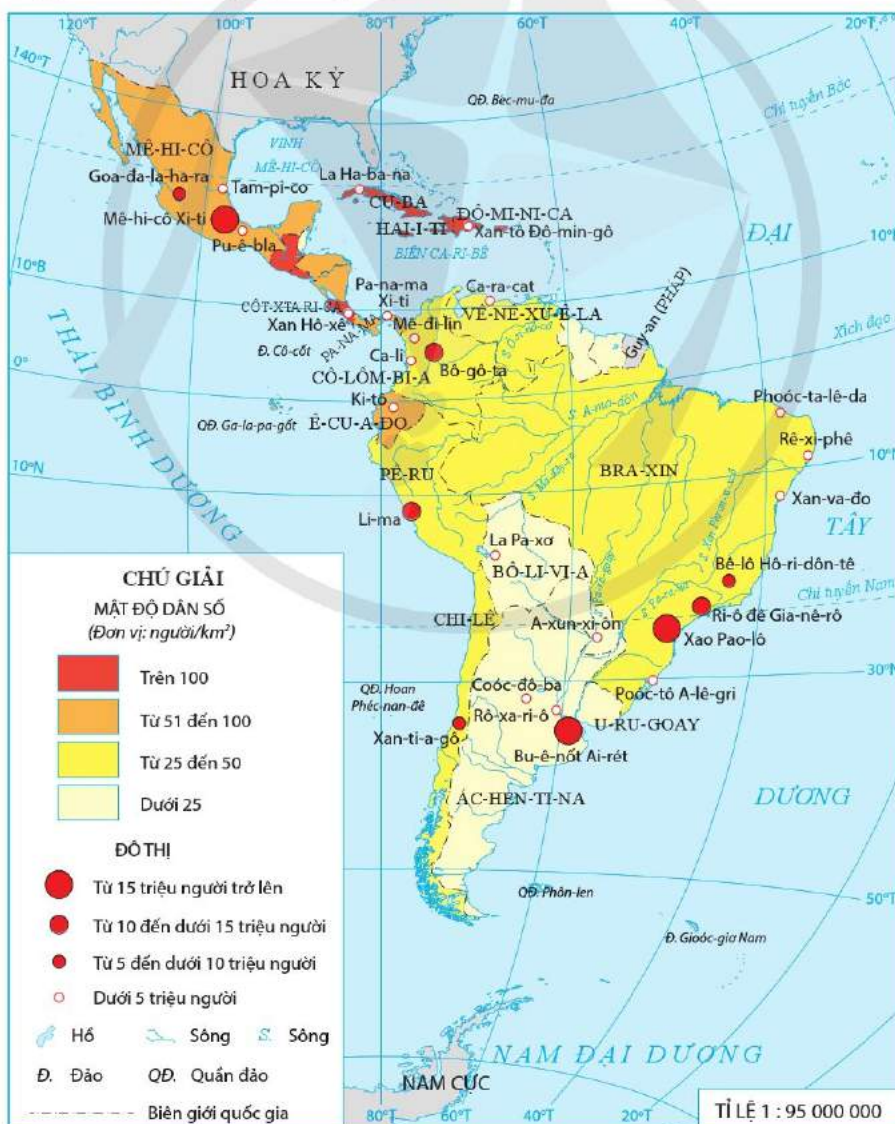 120°T
100°T
80°T
60°T
40°T
20°T
140°T
HOA KỲ
QĐ. Béc-mu-đa
Chí tuyến Bắc
VỊNH
MÊ-HI-CÔ
MÊ-HI-CÔ
Goa-đa-la-ha-ra
La Ha-ba-na
Tam-pi-cơ
CU-BA
ĐÔ-MI-NI-CA
Mê-hi-cô Xi-ti
HAI-I-TI
Xan-tô Đô-min-gô
Pu-ê-bla
BIỂN CA-RI-BÊ
ĐẠI
10°B
Pa-na-ma
Xi-ti
Ca-ra-cat
CÔT-XTA RI-CA
Xan Hô-xê
PA-NA-MA
Mê-đi-lin
VÊ-NÊ-XU-Ê-LA
Guy-an (PHÁP)
Xích đạo
Đ. Cô-cốt
Ca-li
Bô-gô-ta
0°
CÔ-LÔM-BI-A
THÁI BÌNH DƯƠNG
Ki-tô
Phoóc-ta-lê-da
QĐ. Ga-la-pa-gốt
Ê-CU-A-ĐO
S. A-ma-dôn
Rê-xi-phê
10°N
PÊ-RU
BRA-XIN
10°N
Li-ma
Xan-va-đo
TÂY
La Pa-xơ
BÔ-LI-VI-A
Bê-lô Hô-ri-dôn-tê
Chí tuyến Nam
CHI-LÊ
A-xun-xi-ôn
Ri-ô đê Gia-nê-rô
Xao Pao-lô
30°N
QĐ. Hoan
Phéc-nan-đê
Coóc-đô-ba
Poóc-tô A-lê-gri
Rô-xa-ri-ô
U-RU-GOAY
Xan-ti-a-gô
Bu-ê-nốt Ai-rét
ÁC-HEN-TI-NA
DƯƠNG
QĐ. Phôn-len
50°N
Đ. Gioóc-gia Nam
NAM ĐẠI DƯƠNG
NAM CỰC
80°T
60°T
40°T
20°T
TỈ LỆ 1 : 95 000 000
CHÚ GIẢI
MẬT ĐỘ DÂN SỐ
(Đơn vị: người/km²)
Trên 100
Từ 51 đến 100
Từ 25 đến 50
Dưới 25
ĐÔ THỊ
Từ 15 triệu người trở lên
Từ 10 đến dưới 15 triệu người
Từ 5 đến dưới 10 triệu người
Dưới 5 triệu người
Hồ
Sông
S. Sông
Đ. Đảo
QĐ. Quần đảo
Biên giới quốc gia